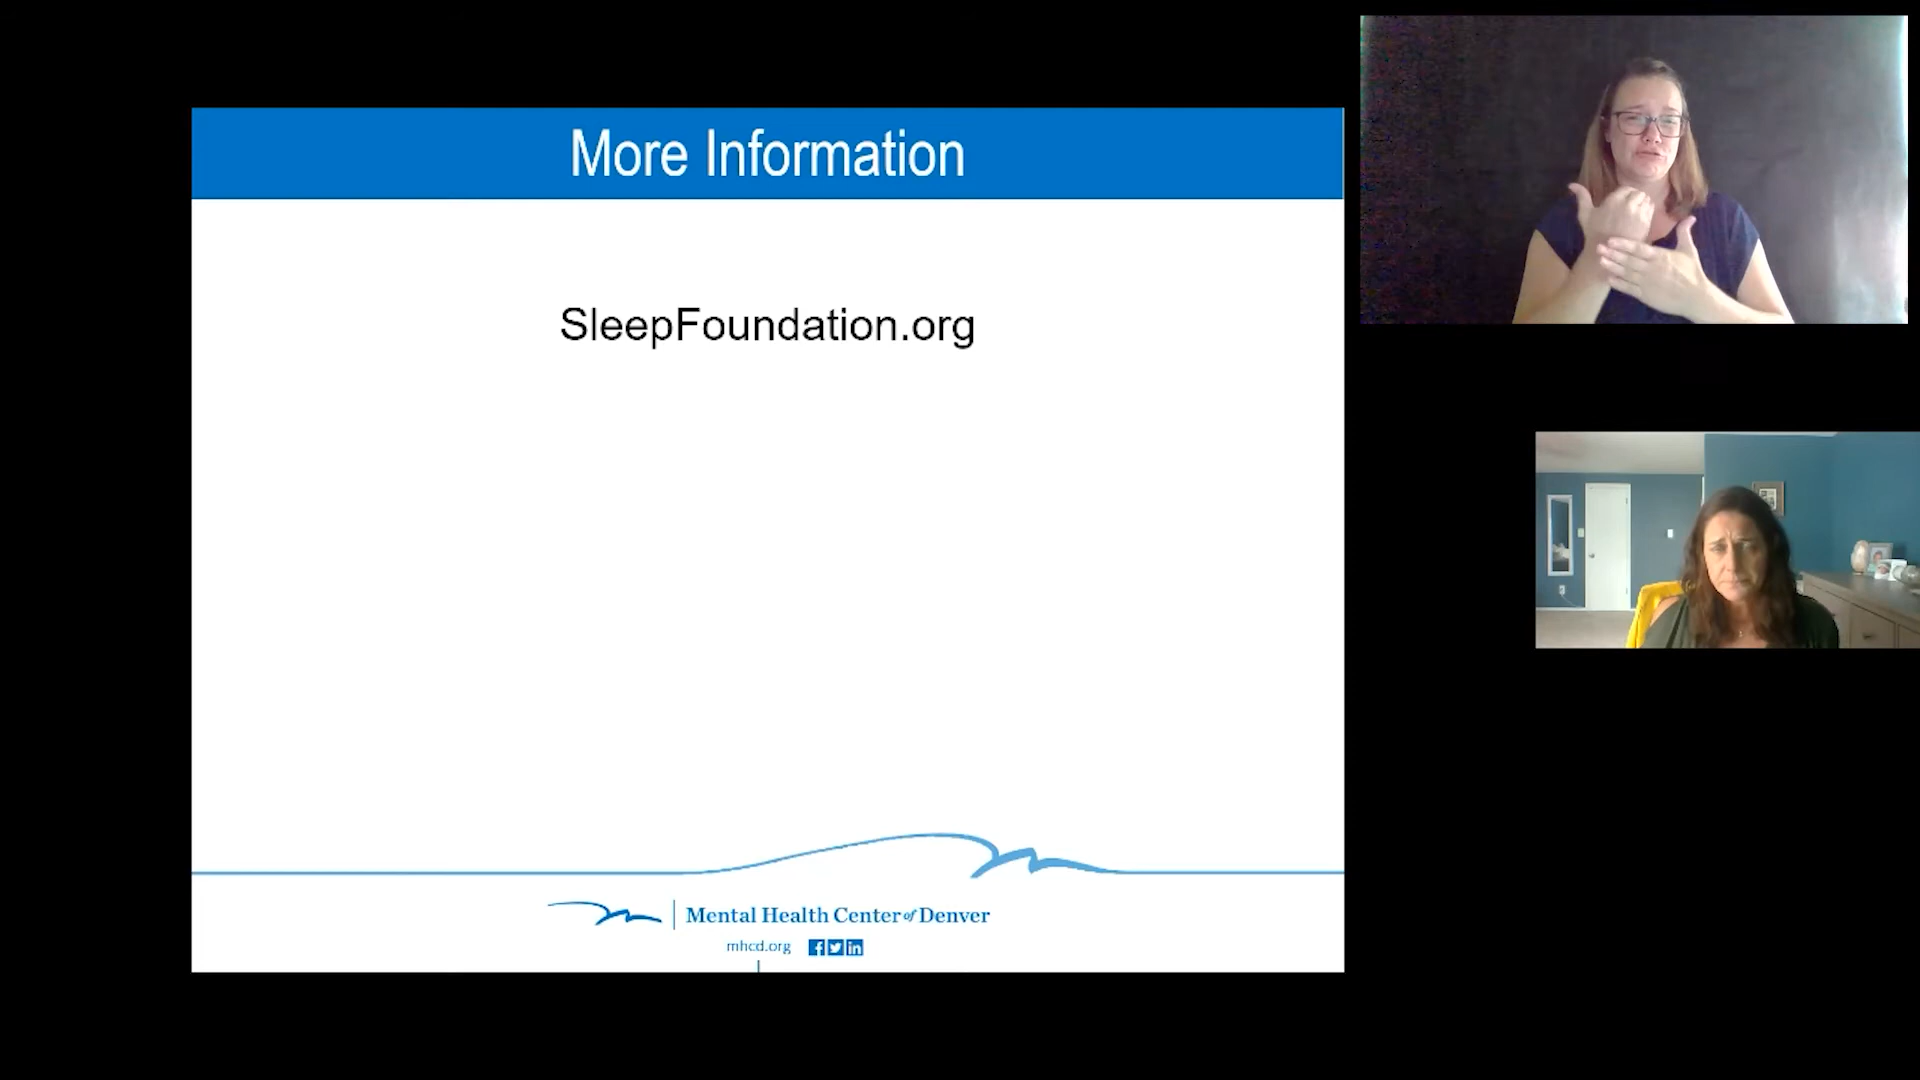 More Information
SleepFoundation.org
Mental Health Center of Denver
mhcd.org